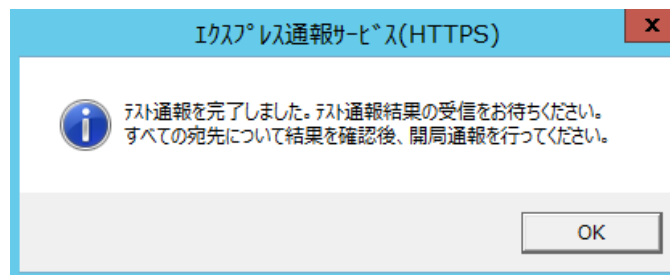 ｴｸｽﾌﾟﾚｽ通報ｻｰﾋﾞｽ(HTTPS)
x
ﾃｽﾄ通報を完了しました。ﾃｽﾄ通報結果の受信をお待ちください。
すべての宛先について結果を確認後、開局通報を行ってください。
OK